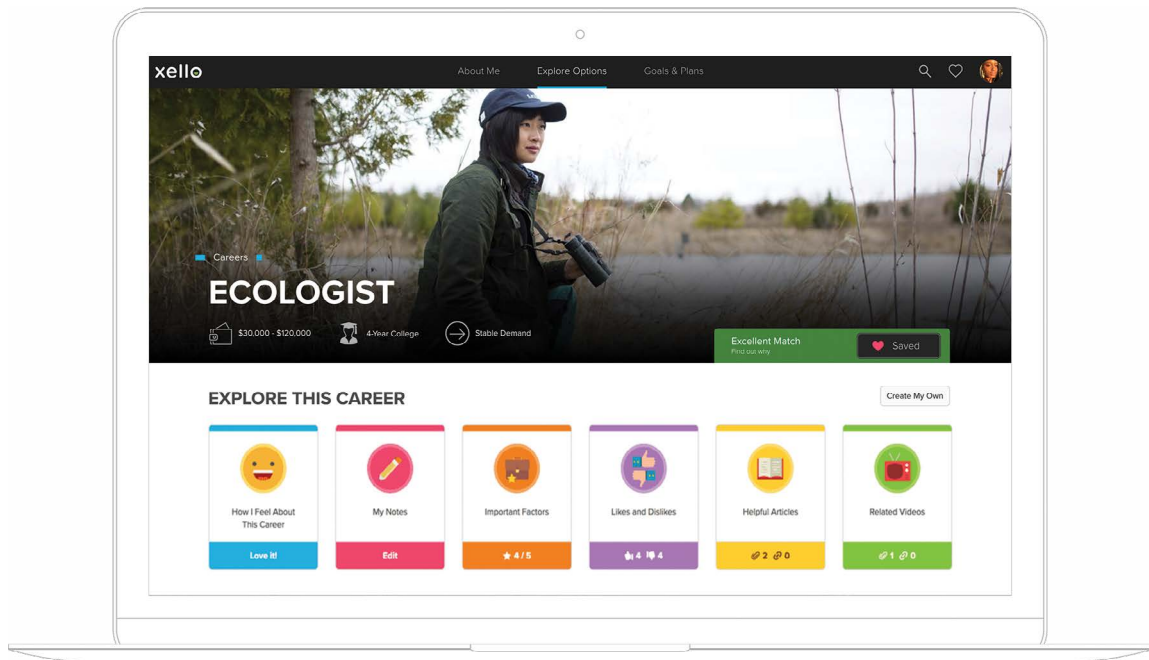 xello
About Me Explore Options Goals & Plans
Careers
ECOLOGIST
$30,000 - $120,000 4-Year College Stable Demand
Excellent Match
Find out why
Saved
EXPLORE THIS CAREER
Create My Own
How I Feel About
This Career
Love it!
My Notes
Edit
Important Factors
4 / 5
Likes and Dislikes
4 4
Helpful Articles
2 0
Related Videos
1 0